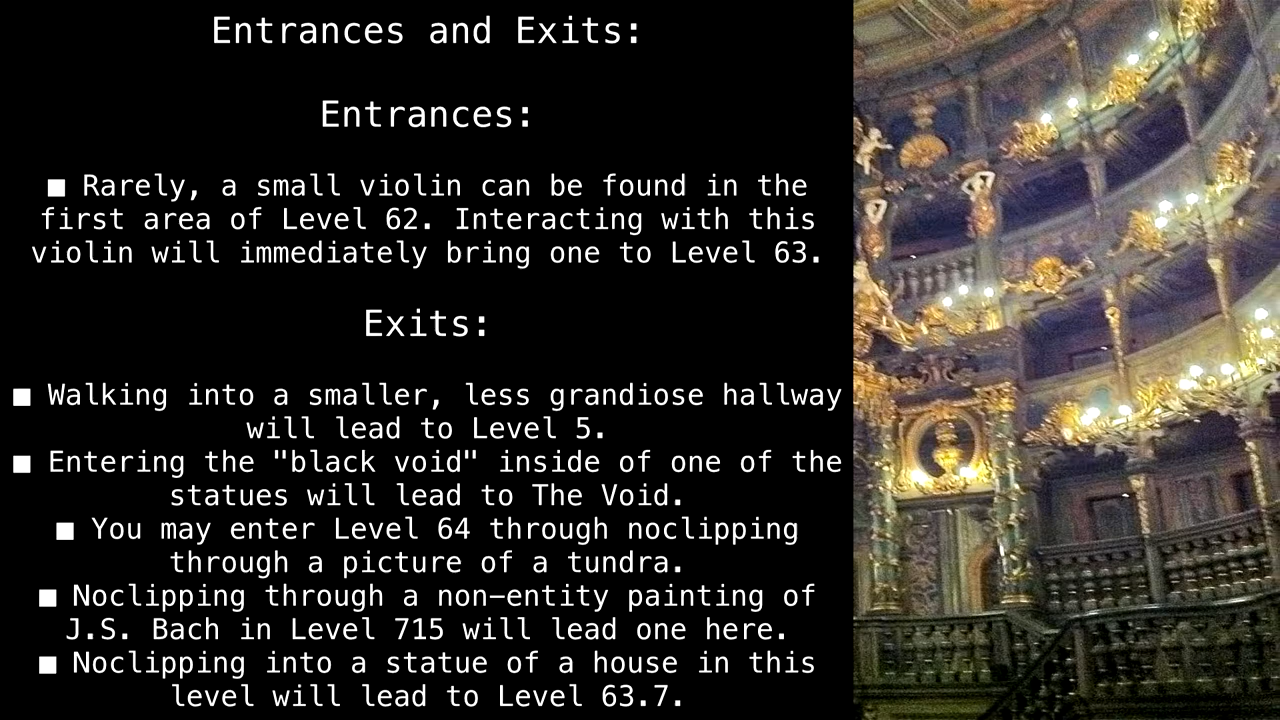 Entrances and Exits:
Entrances:
■ Rarely, a small violin can be found in the
first area of Level 62. Interacting with this
violin will immediately bring one to Level 63.
Exits:
■ Walking into a smaller, less grandiose hallway
will lead to Level 5.
■ Entering the "black void" inside of one of the
statues will lead to The Void.
■ You may enter Level 64 through noclipping
through a picture of a tundra.
■ Noclipping through a non–entity painting of
J.S. Bach in Level 715 will lead one here.
■ Noclipping into a statue of a house in this
level will lead to Level 63.7.